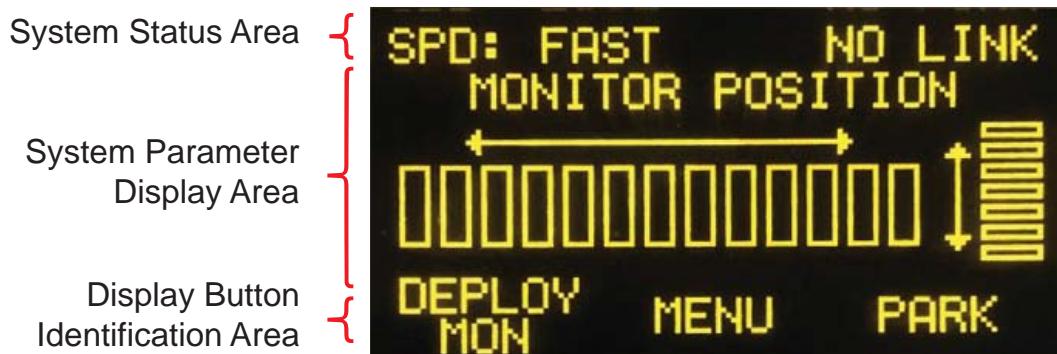 System Status Area
SPD: FAST NO LINK
MONITOR POSITION
System Parameter
Display Area
Display Button
Identification Area
DEPLOY
MON
MENU
PARK